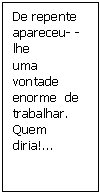 De repente
apareceu- -
lhe
uma
vontade
enorme de
trabalhar.
Quem
diria!...